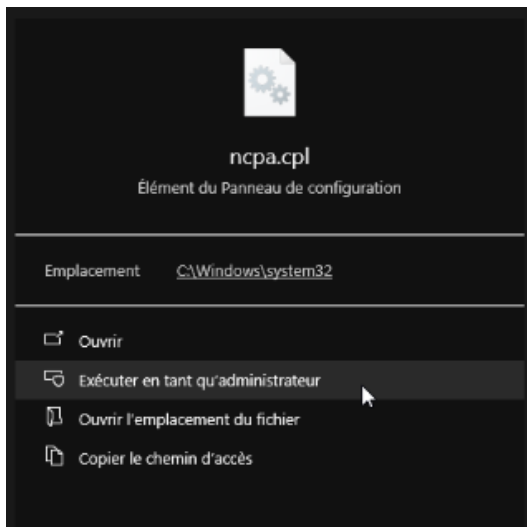 ncpa.cpl
Élément du Panneau de configuration
Emplacement C:\Windows\system32
Ouvrir
Exécuter en tant qu'administrateur
Ouvrir l'emplacement du fichier
Copier le chemin d'accès